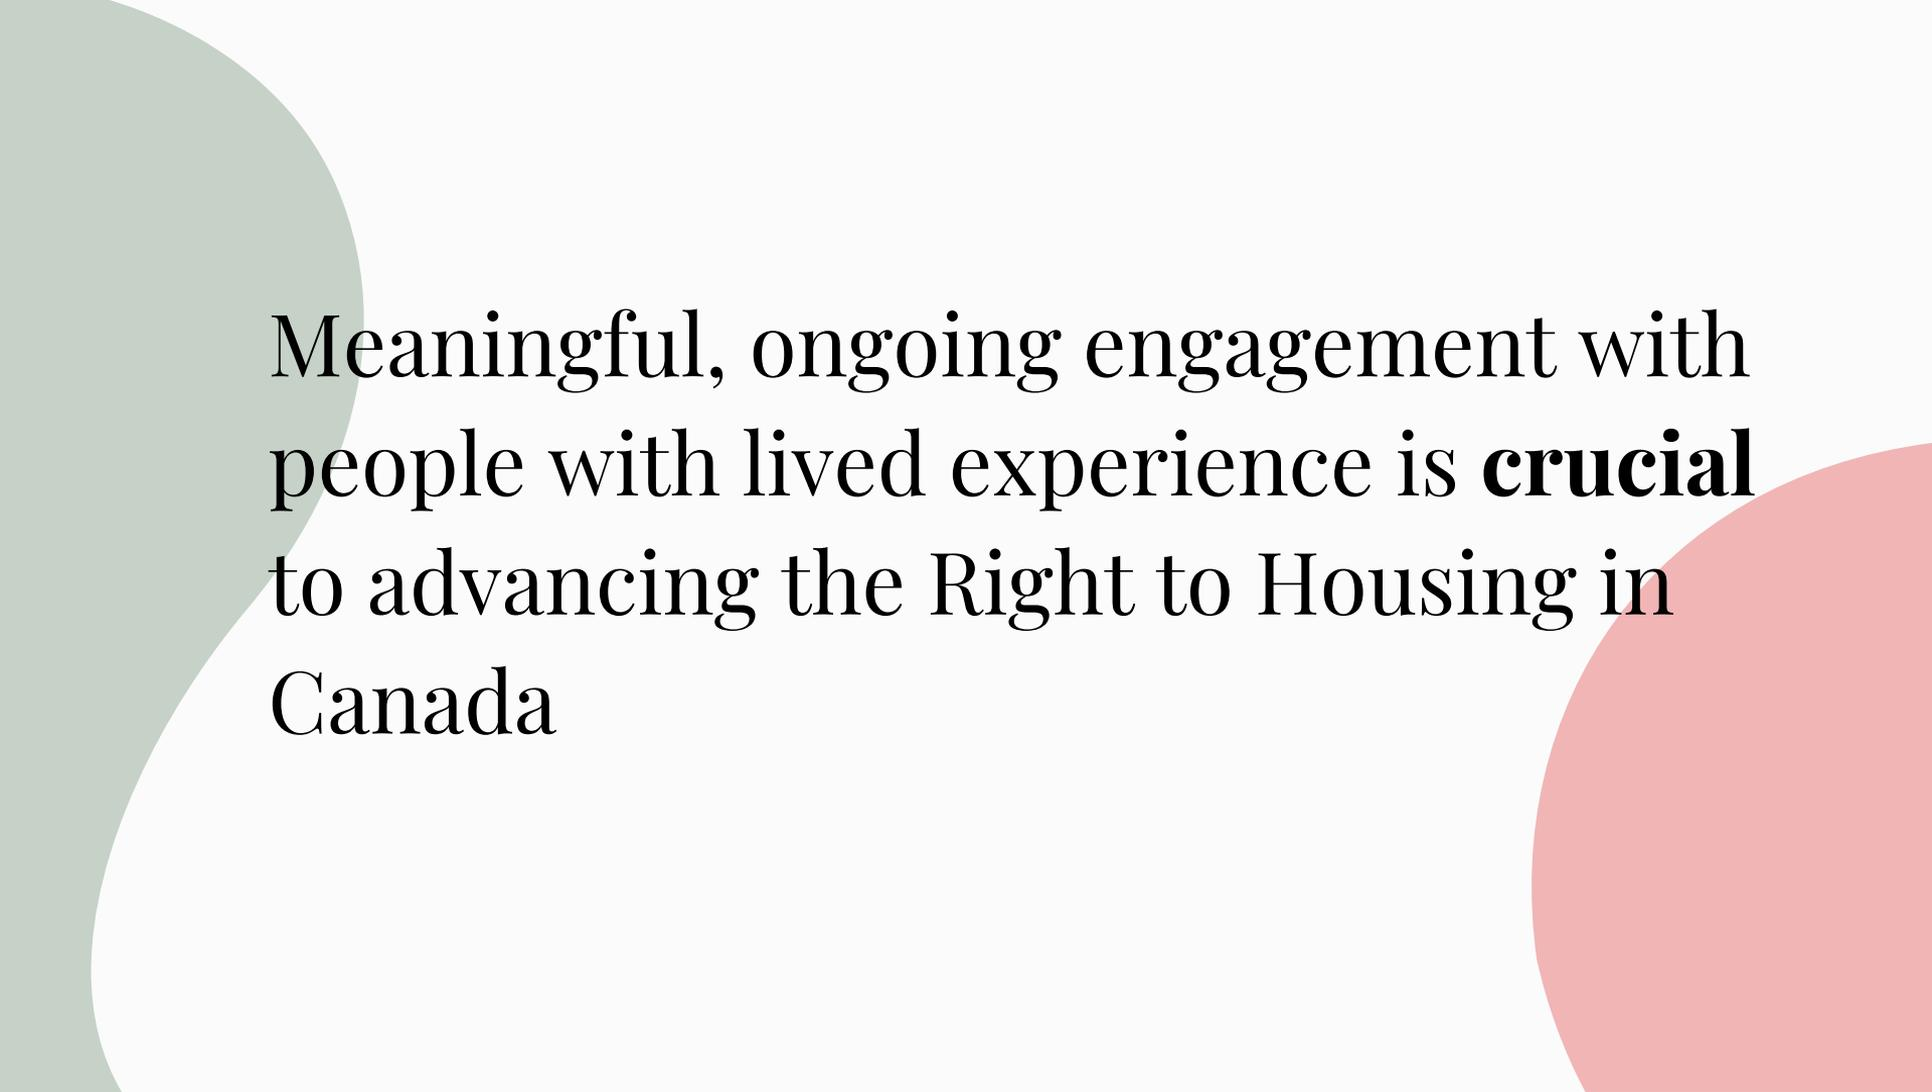 Meaningful, ongoing engagement with
people with lived experience is crucial
to advancing the Right to Housing in
Canada